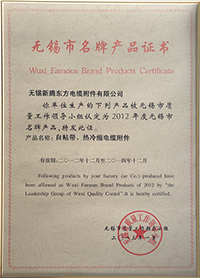 无锡市名牌产品证书
Wuxi Famous Brand Products Certificate
无锡新腾东方电缆附件有限公司
你单位生产的下列产品被无锡市质
量工作领导小组认定为2012年度无锡市
名牌产品,特发此证。
产品名称:自粘带、热冷缩电缆附件
有效期:二〇一二年十二月至二〇一四年十二月
Following products by your factory (or Co.) produced have
been affirmed as Wuxi Famous Brand Products of 2012 by "the
Leadership Group of Wuxi Quality Contol".It is hereby certified.